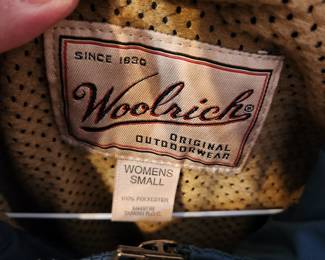 SINCE 1830
Woolrich®
ORIGINAL
OUTDOORWEAR
WOMENS
SMALL
100% POLYESTER